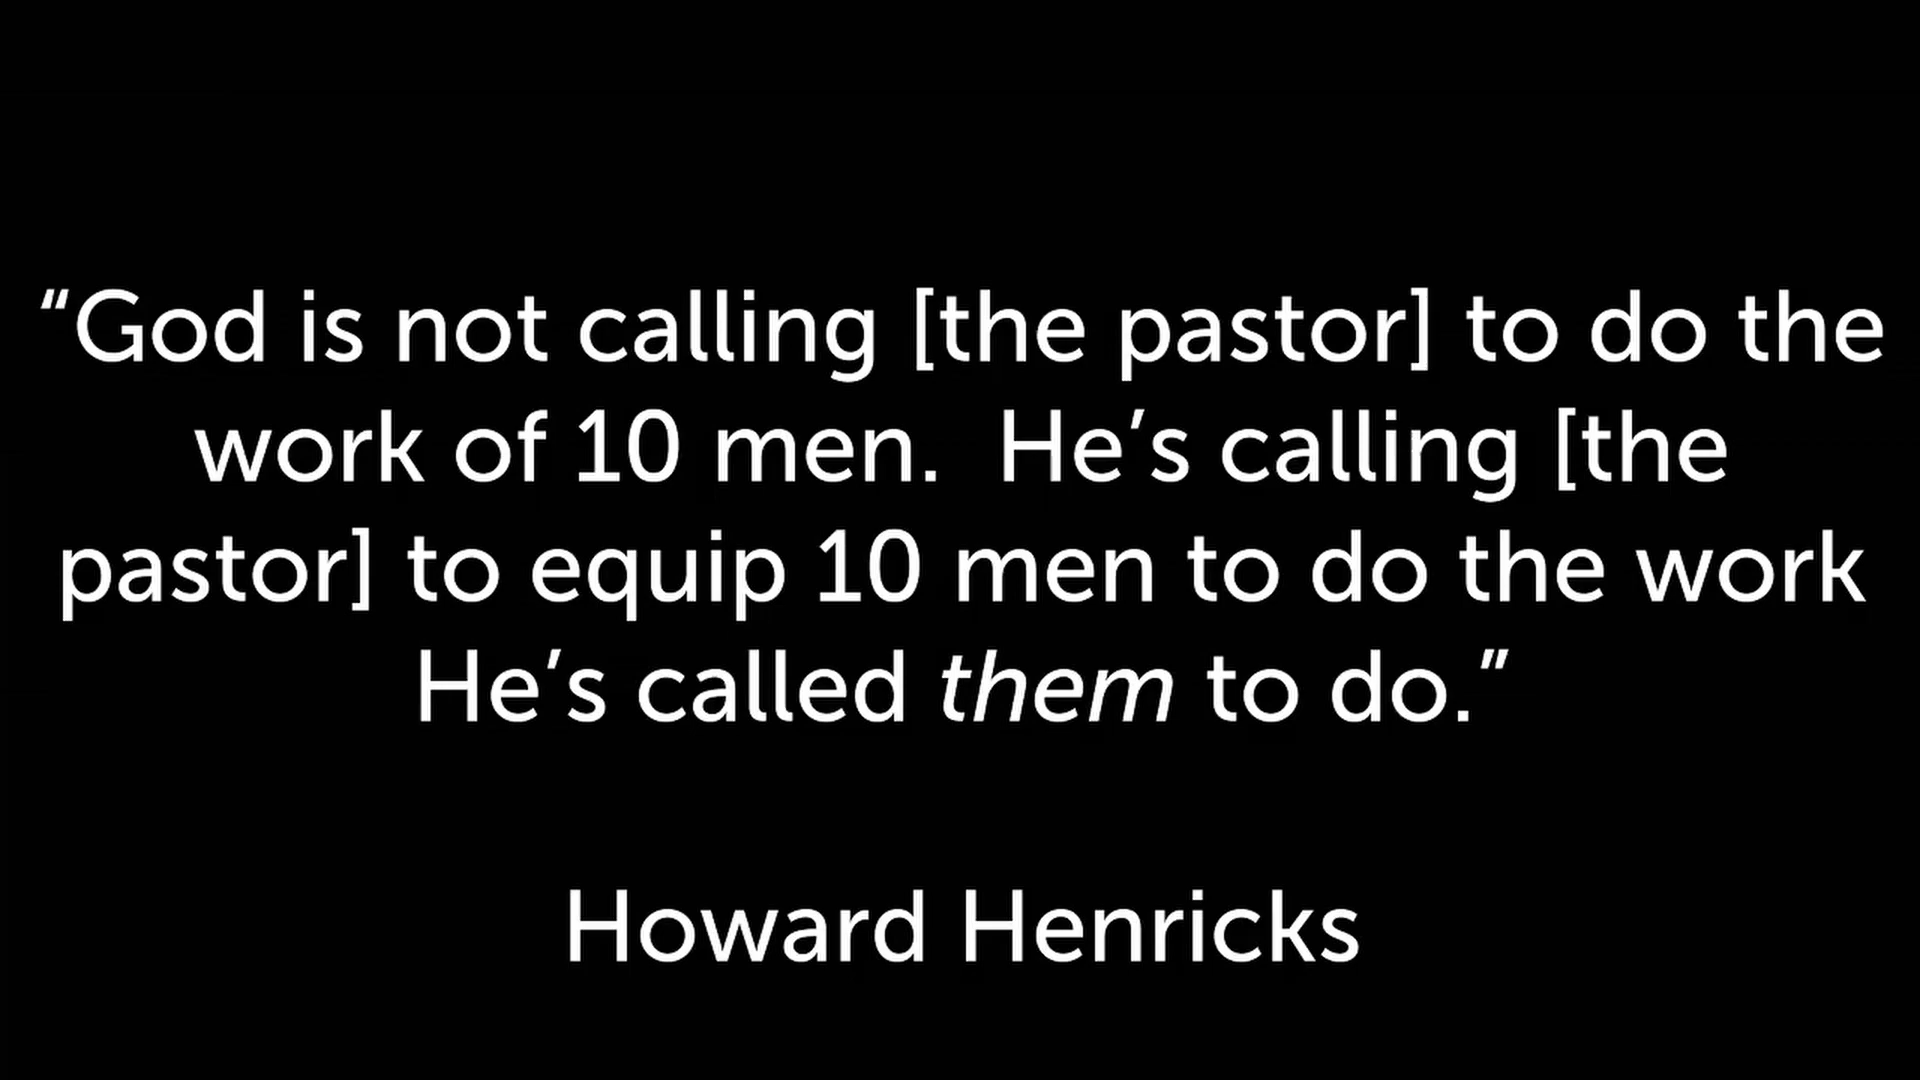 “God is not calling [the pastor] to do the
work of 10 men.  He’s calling [the
pastor] to equip 10 men to do the work
He’s called them to do.”
Howard Henricks